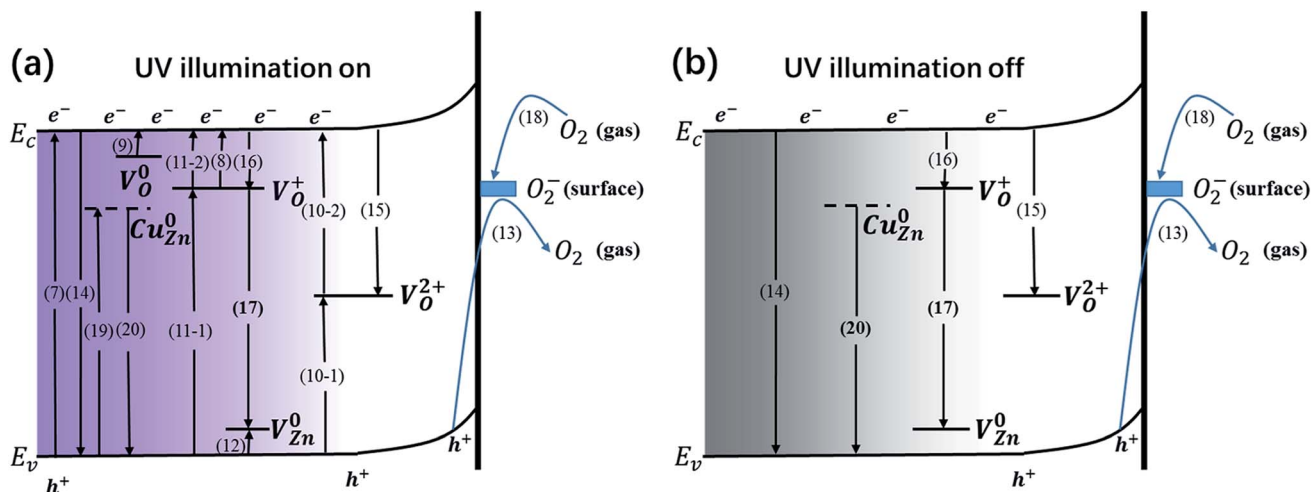 (a) UV illumination on
e⁻ e⁻ e⁻ e⁻ e⁻ e⁻
E_c
(9) (11-2) (8) (16)
V_O^0
V_O^+
(10-2) (15)
Cu_Zn^0
V_O^2+
(7) (14) (19) (20) (11-1) (17) (10-1)
V_Zn^0
(12)
E_v
h⁺ h⁺ h⁺
(18)
O_2 (gas)
O_2^- (surface)
(13)
O_2 (gas)
(b) UV illumination off
e⁻ e⁻ e⁻ e⁻ e⁻
E_c
(16)
V_O^+
(15)
Cu_Zn^0
(14) (20) (17)
V_O^2+
V_Zn^0
E_v
h⁺ h⁺
(18)
O_2 (gas)
O_2^- (surface)
(13)
O_2 (gas)